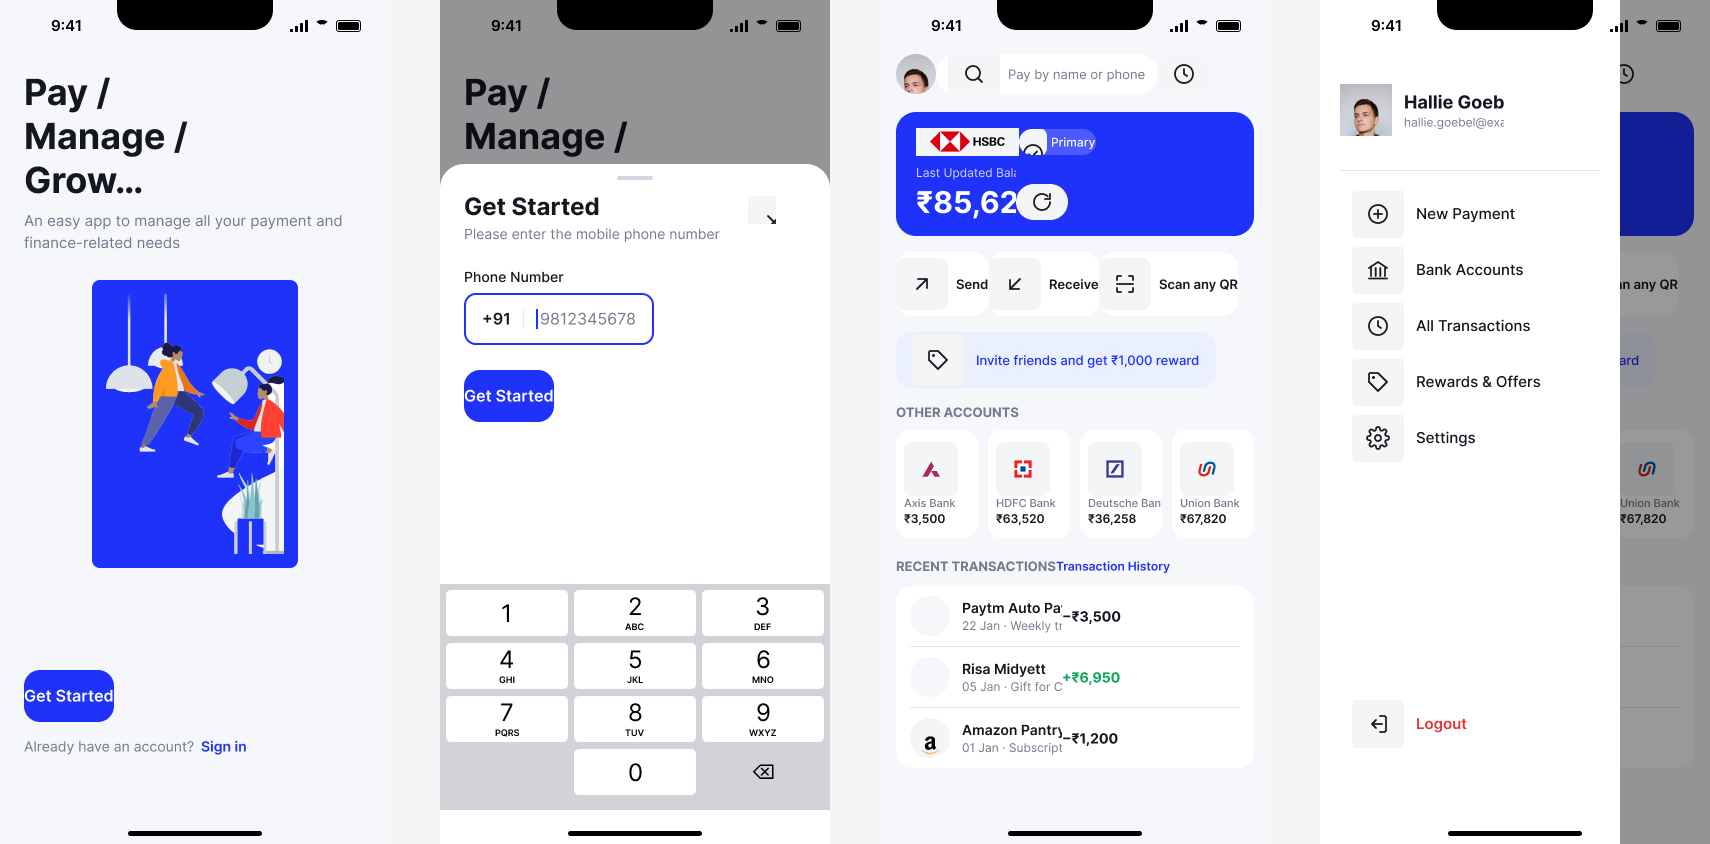 9:41
Pay /
Manage /
Grow...
An easy app to manage all your payment and
finance-related needs
Get Started
Already have an account? Sign in
9:41
Pay /
Manage /
Get Started
Please enter the mobile phone number
Phone Number
+91 9812345678
Get Started
1
2
ABC
3
DEF
4
GHI
5
JKL
6
MNO
7
PQRS
8
TUV
9
WXYZ
0
9:41
Pay by name or phone
HSBC
Primary
Last Updated Bala
₹85,62
Send
Receive
Scan any QR
Invite friends and get ₹1,000 reward
OTHER ACCOUNTS
Axis Bank
₹3,500
HDFC Bank
₹63,520
Deutsche Ban
₹36,258
Union Bank
₹67,820
RECENT TRANSACTIONS Transaction History
Paytm Auto Pa
−₹3,500
22 Jan · Weekly tr
Risa Midyett
+₹6,950
05 Jan · Gift for C
Amazon Pantry
−₹1,200
01 Jan · Subscript
9:41
Hallie Goeb
hallie.goebel@exa
New Payment
Bank Accounts
All Transactions
Rewards & Offers
Settings
Logout
n any QR
ard
Union Bank
₹67,820